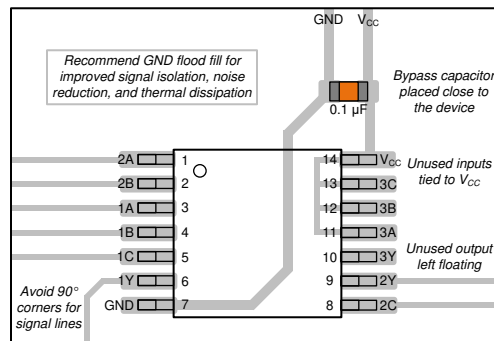 GND VCC
Recommend GND flood fill for
improved signal isolation, noise
reduction, and thermal dissipation
Bypass capacitor
placed close to
the device
0.1 µF
2A 1 14 VCC
2B 2 13 3C
1A 3 12 3B
1B 4 11 3A
1C 5 10 3Y
1Y 6 9 2Y
GND 7 8 2C
Unused inputs
tied to VCC
Unused output
left floating
Avoid 90°
corners for
signal lines